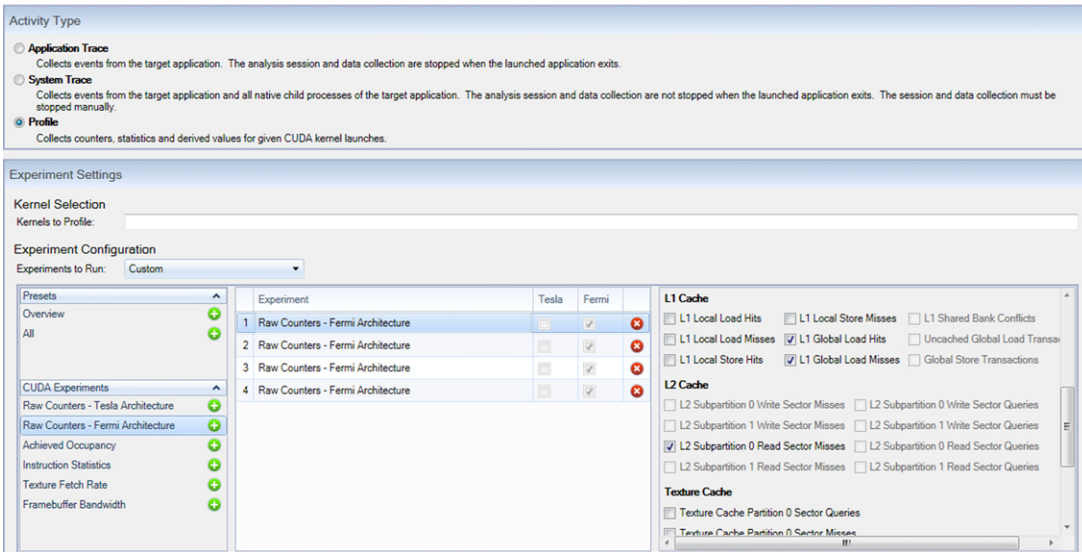 Activity Type
Application Trace
Collects events from the target application. The analysis session and data collection are stopped when the launched application exits.
System Trace
Collects events from the target application and all native child processes of the target application. The analysis session and data collection are not stopped when the launched application exits. The session and data collection must be
stopped manually.
Profile
Collects counters, statistics and derived values for given CUDA kernel launches.
Experiment Settings
Kernel Selection
Kernels to Profile:
Experiment Configuration
Experiments to Run: Custom
Presets
Overview
All
CUDA Experiments
Raw Counters - Tesla Architecture
Raw Counters - Fermi Architecture
Achieved Occupancy
Instruction Statistics
Texture Fetch Rate
Framebuffer Bandwidth
Experiment Tesla Fermi
1 Raw Counters - Fermi Architecture
2 Raw Counters - Fermi Architecture
3 Raw Counters - Fermi Architecture
4 Raw Counters - Fermi Architecture
L1 Cache
L1 Local Load Hits L1 Local Store Misses L1 Shared Bank Conflicts
L1 Local Load Misses L1 Global Load Hits Uncached Global Load Transa
L1 Local Store Hits L1 Global Load Misses Global Store Transactions
L2 Cache
L2 Subpartition 0 Write Sector Misses L2 Subpartition 0 Write Sector Queries
L2 Subpartition 1 Write Sector Misses L2 Subpartition 1 Write Sector Queries
L2 Subpartition 0 Read Sector Misses L2 Subpartition 0 Read Sector Queries
L2 Subpartition 1 Read Sector Misses L2 Subpartition 1 Read Sector Queries
Texture Cache
Texture Cache Partition 0 Sector Queries
Texture Cache Partition 0 Sector Misses